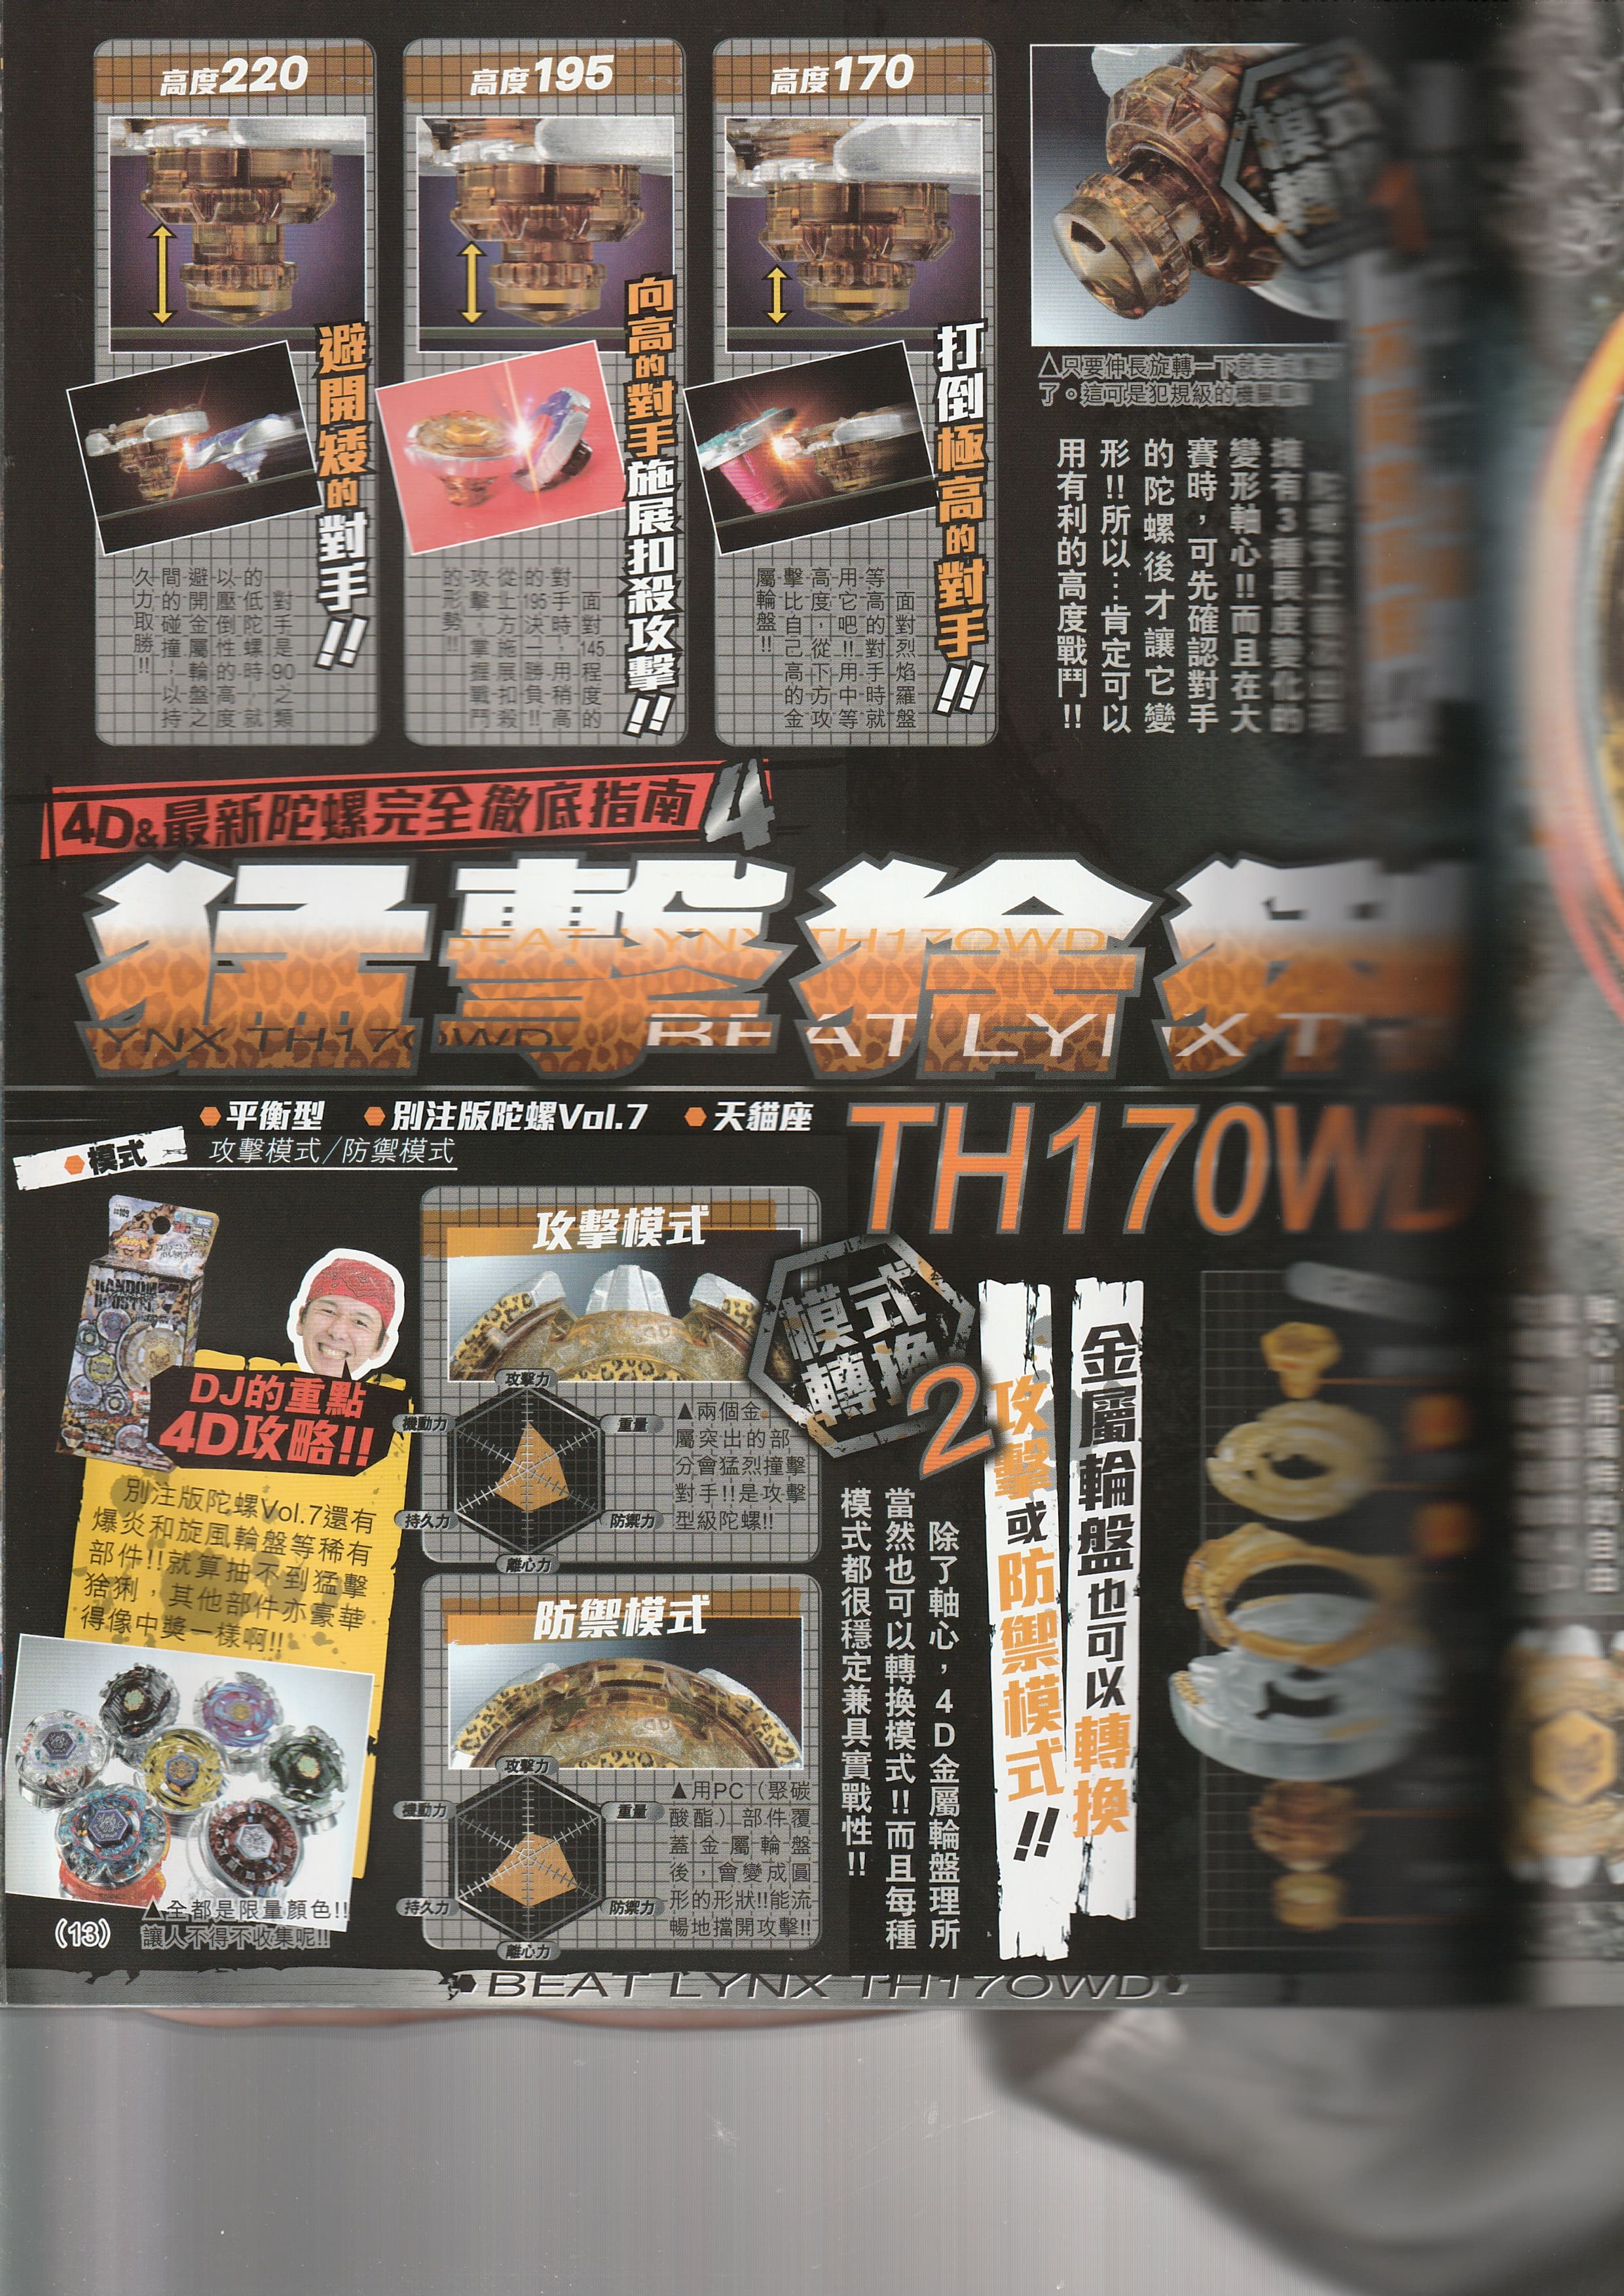 模式
轉
▲只要伸長旋轉一下就完
了。這可是犯規級的機關
擁有3種長度變化的
變形軸心!!而且在大
賽時，可先確認對手
的陀螺後才讓它變
形!!所以…肯定可以
用有利的高度戰鬥!!
高度170
打倒極高的對手!!
面對烈焰羅盤
等高的對手時就
用它吧!!用中等
高度，從下方攻
擊比自己高的金
屬輪盤!!
高度195
向高的對手施展扣殺攻擊!!
面對145程度的
對手時，用稍高
的195決一勝負!!
從上方施展扣殺
攻擊，掌握戰鬥
的形勢!!
高度220
避開矮的對手!!
對手是90之類
的低陀螺時，就
以壓倒性的高度
避開金屬輪盤之
間的碰撞，以持
久力取勝!!
4D&最新陀螺完全徹底指南4
猛擊猞猁
BEAT LYNX TH170WD
LYNX TH170WD BEAT LYNX T
TH170WD
平衡型 別注版陀螺Vol.7 天貓座
模式 攻擊模式/防禦模式
模式
轉換2
金屬輪盤也可以轉換
攻擊或防禦模式!!
除了軸心，4D金屬輪盤理所
當然也可以轉換模式!!而且每種
模式都很穩定兼具實戰性!!
攻擊模式
攻擊力
重量
防禦力
離心力
持久力
機動力
▲兩個金
屬突出的部
分會猛烈撞擊
對手!!是攻擊
型級陀螺!!
防禦模式
攻擊力
重量
防禦力
離心力
持久力
機動力
▲用PC（聚碳
酸酯）部件覆
蓋金屬輪盤
後，會變成圓
形的形狀!!能流
暢地擋開攻擊!!
RANDOM
BOOSTER
DJ的重點
4D攻略!!
別注版陀螺Vol.7還有
爆炎和旋風輪盤等稀有
部件!!就算抽不到猛擊
猞猁，其他部件亦豪華
得像中獎一樣啊!!
▲全都是限量顏色!!
讓人不得不收集呢!!
(13)
BEAT LYNX TH170WD